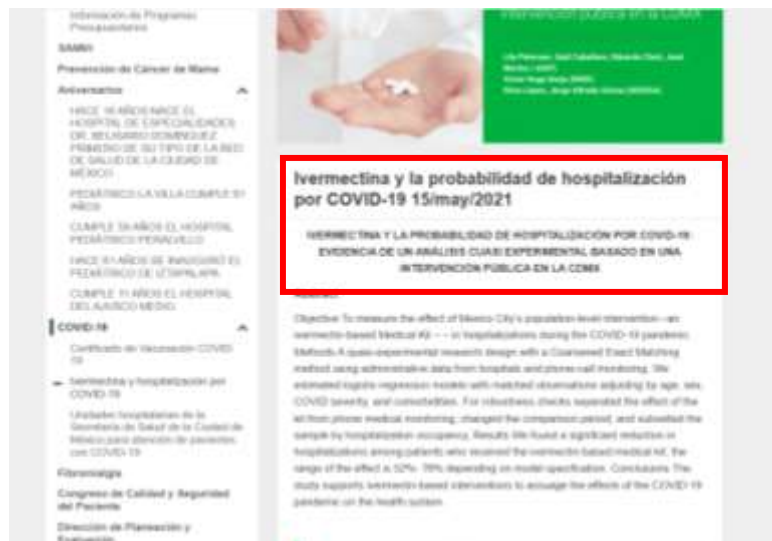 Información de Programas
Presupuestarios
SAMMI
Prevención de Cáncer de Mama
Aniversarios
HACE 16 AÑOS NACE EL
HOSPITAL DE ESPECIALIDADES
DR. BELISARIO DOMÍNGUEZ
PRIMERO DE SU TIPO DE LA RED
DE SALUD DE LA CIUDAD DE
MÉXICO
PEDIÁTRICO LA VILLA CUMPLE
AÑOS
CUMPLE AÑOS EL HOSPITAL
PEDIÁTRICO PERALVILLO
HACE AÑOS SE INAUGURÓ EL
PEDIÁTRICO DE IZTAPALAPA
CUMPLE 11 AÑOS EL HOSPITAL
DEL AJUSCO MEDIO
COVID-19
Certificado de Vacunación COVID-
19
Ivermectina y hospitalización por
COVID-19
Unidades hospitalarias de la
Secretaría de Salud de la Ciudad de
México para atención de pacientes
con COVID-19
Fibromialgia
Congreso de Calidad y Seguridad
del Paciente
Dirección de Planeación y
Evaluación
intervención pública en la CDMX
Ivermectina y la probabilidad de hospitalización
por COVID-19 15/may/2021
IVERMECTINA Y LA PROBABILIDAD DE HOSPITALIZACIÓN POR COVID-19:
EVIDENCIA DE UN ANÁLISIS CUASI EXPERIMENTAL BASADO EN UNA
INTERVENCIÓN PÚBLICA EN LA CDMX
Abstract
Objective To measure the effect of Mexico City's population-level intervention –an
ivermectin-based Medical Kit – – in hospitalizations during the COVID-19 pandemic.
Methods A quasi-experimental research design with a Coarsened Exact Matching
method using administrative data from hospitals and phone-call monitoring. We
estimated logistic-regression models with matched observations adjusting by age, sex,
COVID severity, and comorbidities. For robustness checks separated the effect of the
kit from phone medical monitoring, changed the comparison period, and subsetted the
sample by hospitalization occupancy. Results We found a significant reduction in
hospitalizations among patients who received the ivermectin-based medical kit; the
range of the effect is 52%- 76% depending on model specification. Conclusions The
study supports ivermectin-based interventions to assuage the effects of the COVID-19
pandemic on the health system.